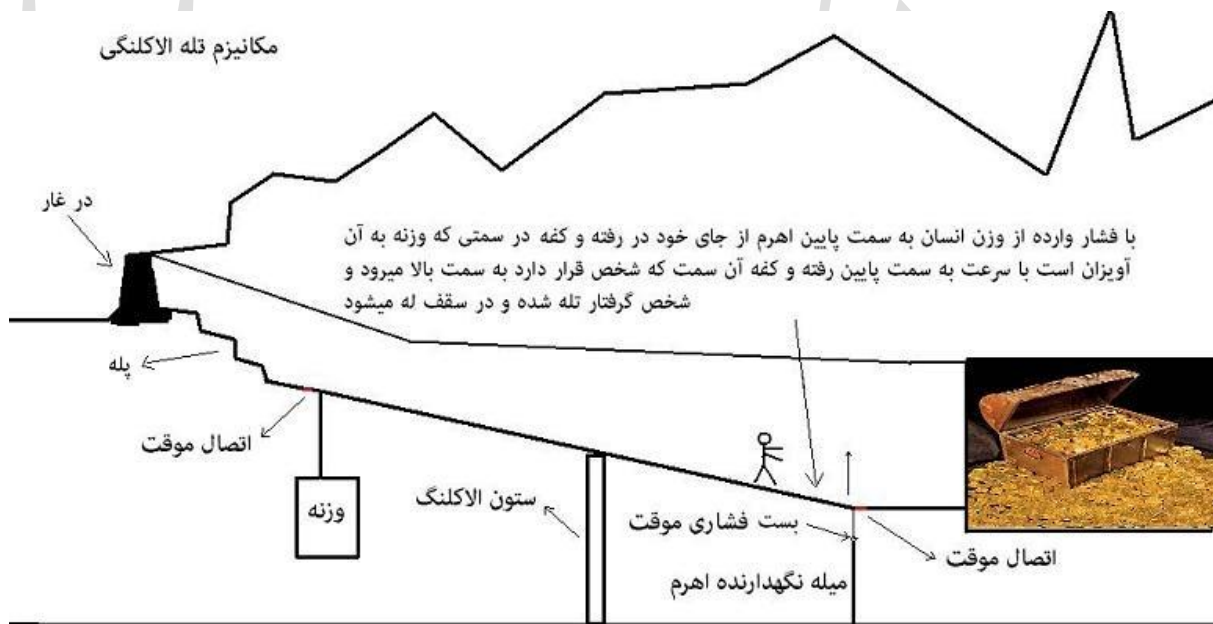 مکانیزم تله الاکلنگی
در غار
با فشار وارده از وزن انسان به سمت پایین اهرم از جای خود در رفته و کفه در سمتی که وزنه به آن
آویزان است با سرعت به سمت پایین رفته و کفه آن سمت که شخص قرار دارد به سمت بالا میرود و
شخص گرفتار تله شده و در سقف له میشود
پله
اتصال موقت
وزنه
ستون الاکلنگ
بست فشاری موقت
اتصال موقت
میله نگهدارنده اهرم